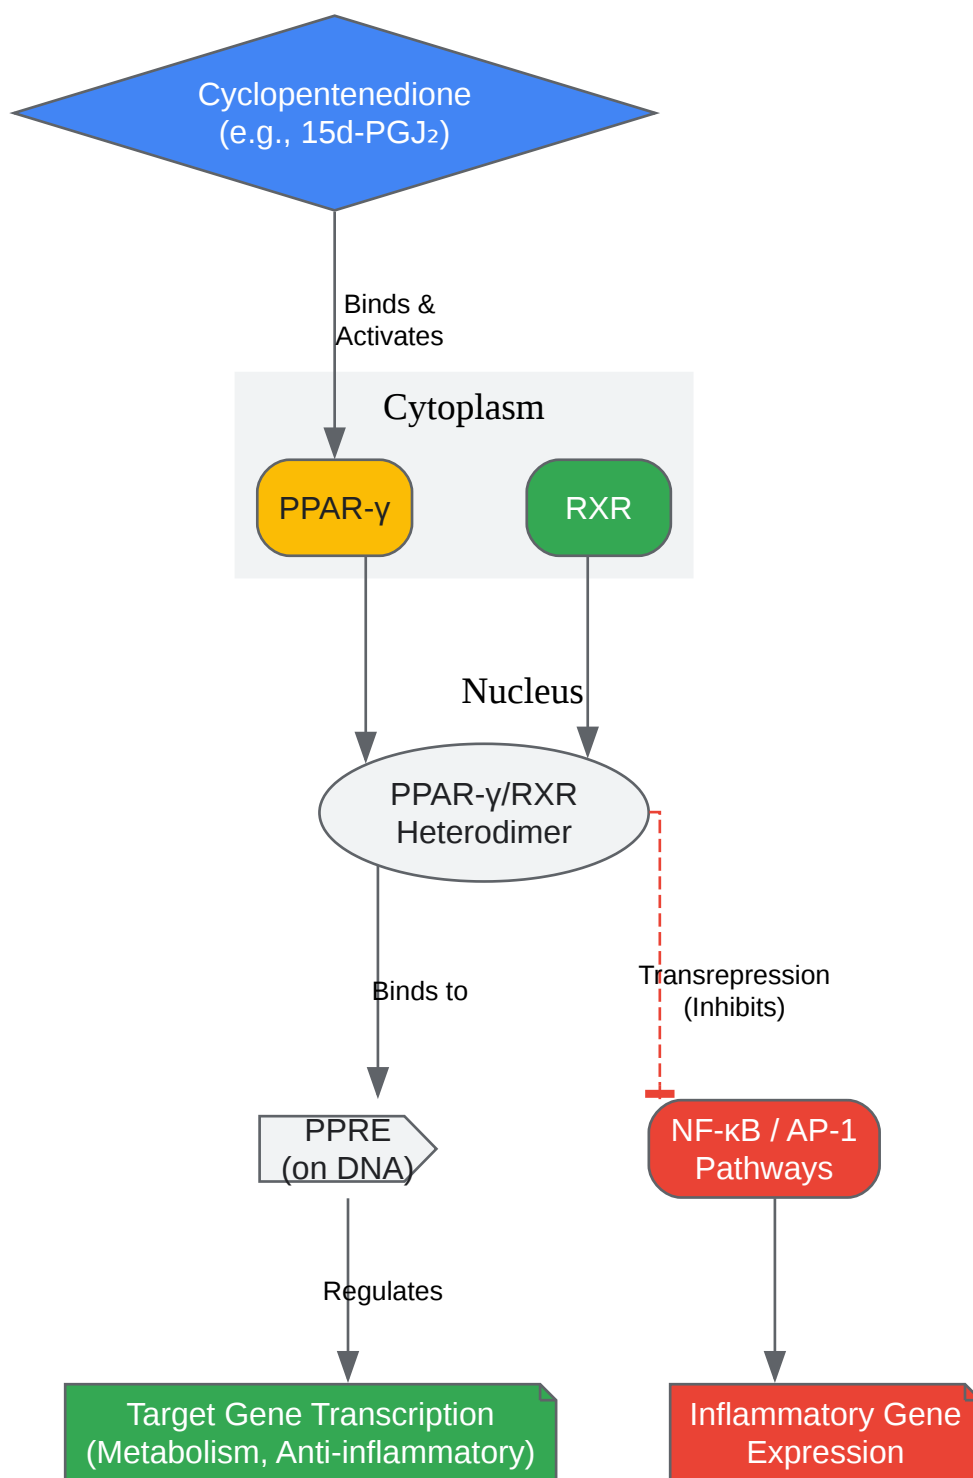 Cyclopentenedione
(e.g., 15d-PGJ₂)
Binds &
Activates
Cytoplasm
PPAR-γ
RXR
Nucleus
PPAR-γ/RXR
Heterodimer
Binds to
Transrepression
(Inhibits)
PPRE
(on DNA)
NF-κB / AP-1
Pathways
Regulates
Target Gene Transcription
(Metabolism, Anti-inflammatory)
Inflammatory Gene
Expression